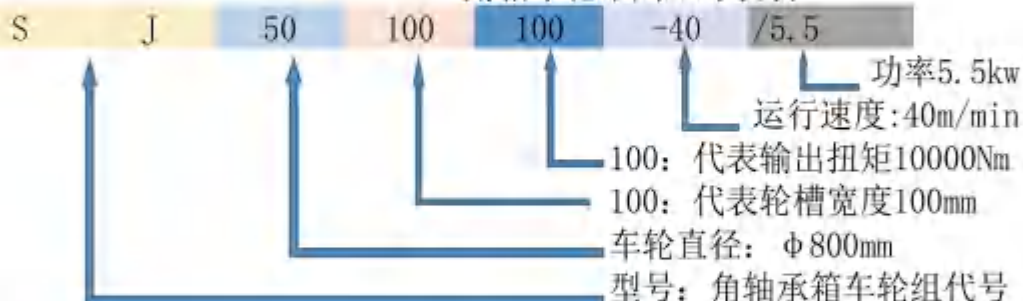 S J 50 100 100 -40 /5.5
功率5.5kw
运行速度:40m/min
100: 代表输出扭矩10000Nm
100: 代表轮槽宽度100mm
车轮直径: φ800mm
型号: 角轴承箱车轮组代号